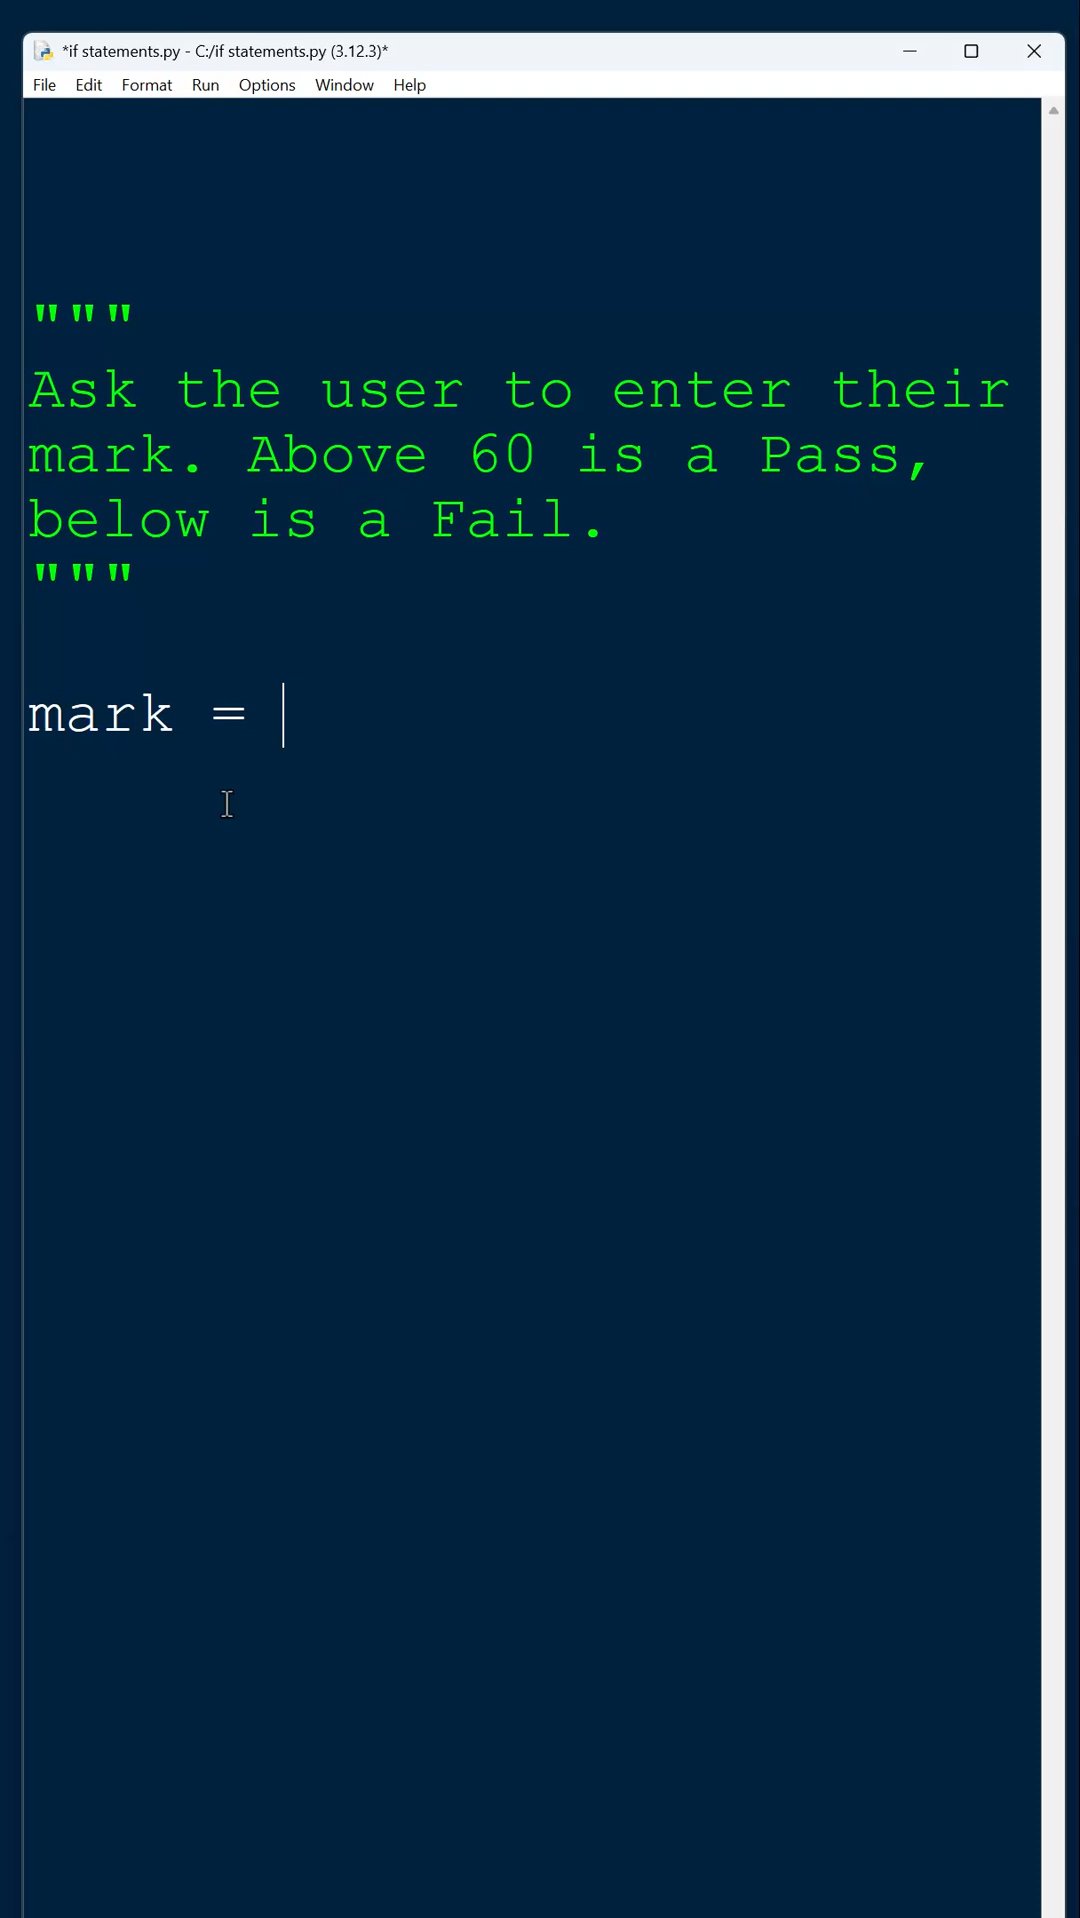 *if statements.py - C:/if statements.py (3.12.3)*
File Edit Format Run Options Window Help
"""
Ask the user to enter their
mark. Above 60 is a Pass,
below is a Fail.
"""
mark =